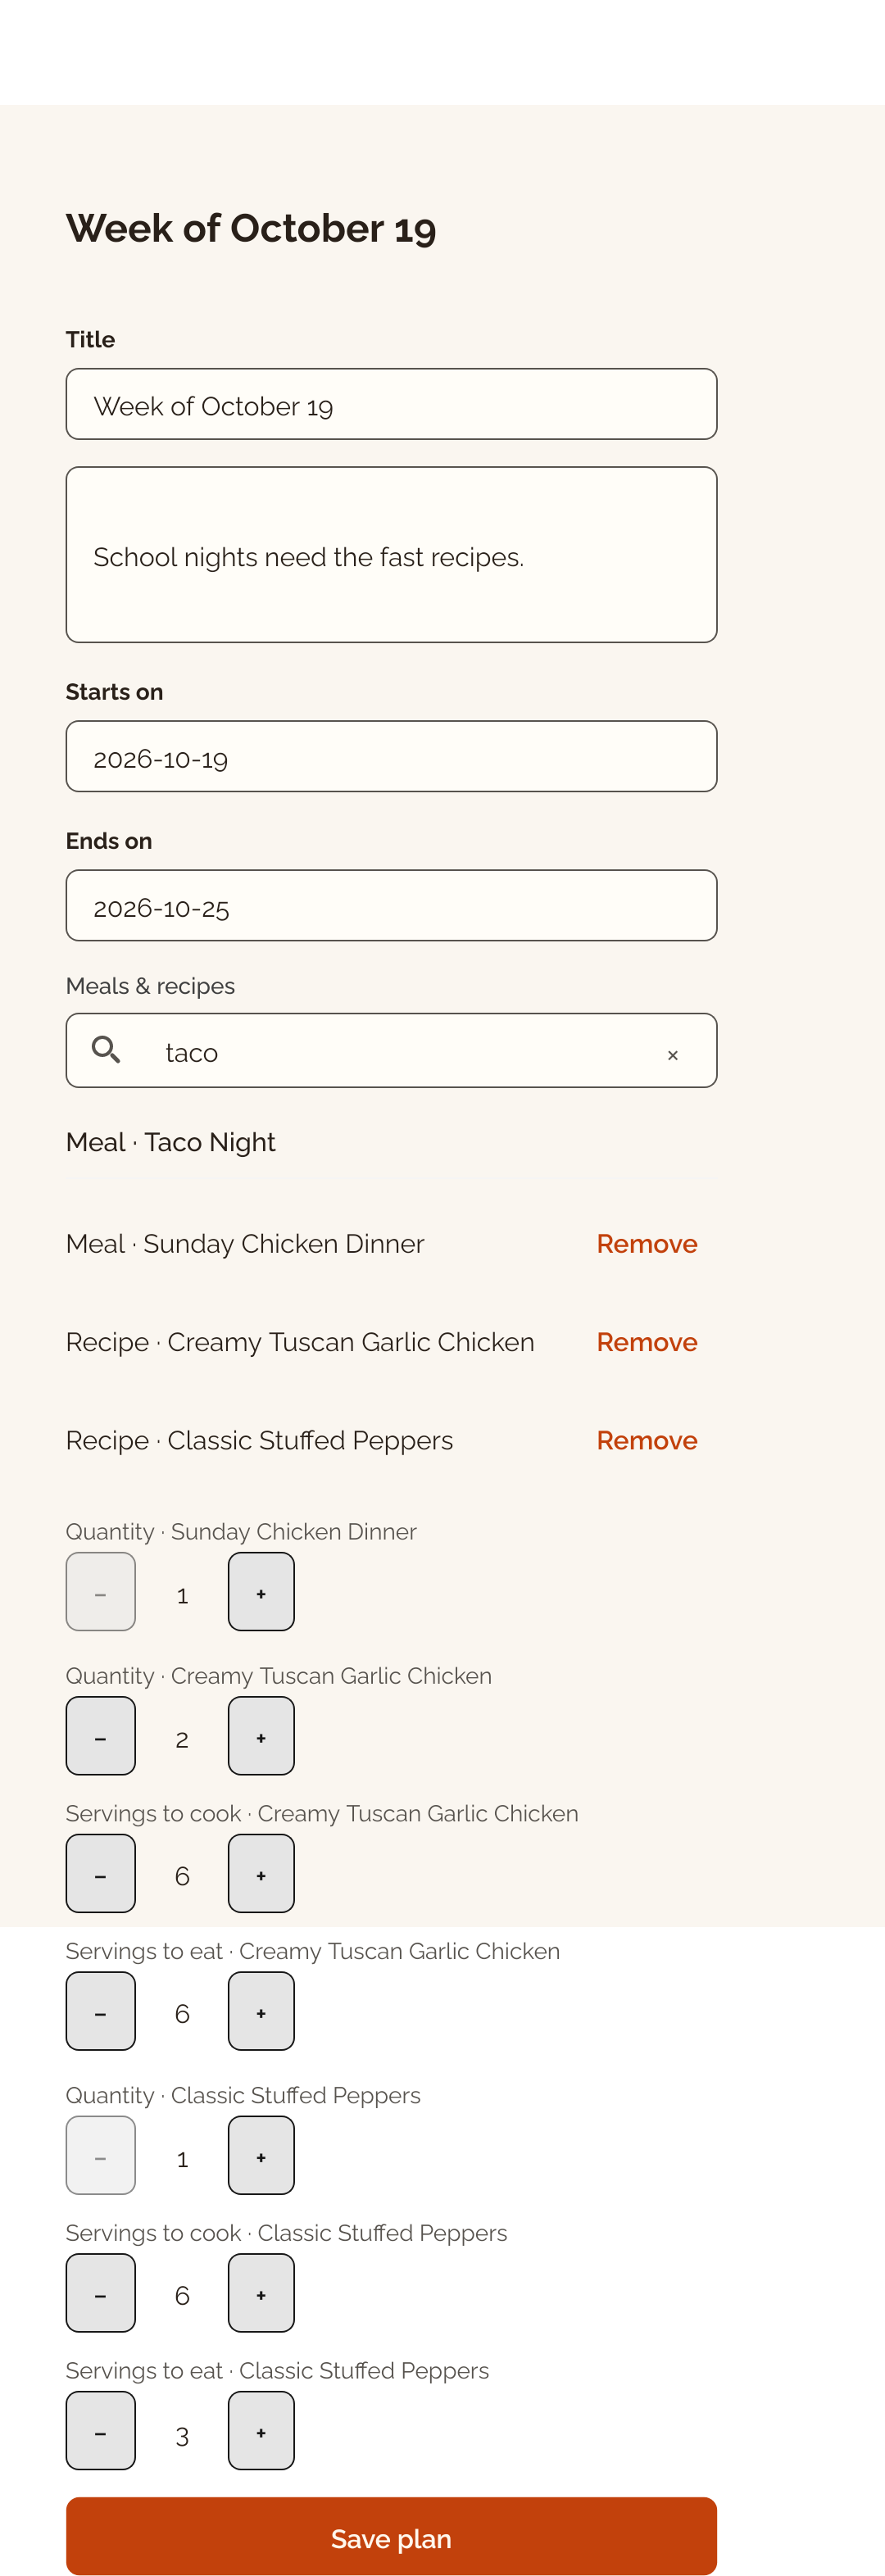 Week of October 19
Title
Week of October 19
School nights need the fast recipes.
Starts on
2026-10-19
Ends on
2026-10-25
Meals & recipes
taco ×
Meal · Taco Night
Meal · Sunday Chicken Dinner Remove
Recipe · Creamy Tuscan Garlic Chicken Remove
Recipe · Classic Stuffed Peppers Remove
Quantity · Sunday Chicken Dinner
− 1 +
Quantity · Creamy Tuscan Garlic Chicken
− 2 +
Servings to cook · Creamy Tuscan Garlic Chicken
− 6 +
Servings to eat · Creamy Tuscan Garlic Chicken
− 6 +
Quantity · Classic Stuffed Peppers
− 1 +
Servings to cook · Classic Stuffed Peppers
− 6 +
Servings to eat · Classic Stuffed Peppers
− 3 +
Save plan